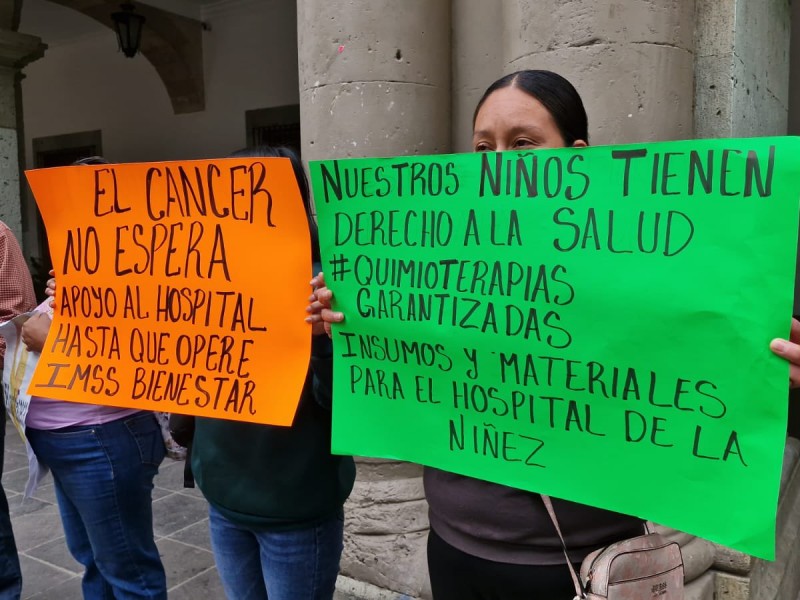 EL CANCER
NO ESPERA
APOYO AL HOSPITAL
HASTA QUE OPERE
IMSS BIENESTAR
NUESTROS NIÑOS TIENEN
DERECHO A LA SALUD
#QUIMIOTERAPIAS
GARANTIZADAS
INSUMOS Y MATERIALES
PARA EL HOSPITAL DE LA
NIÑEZ